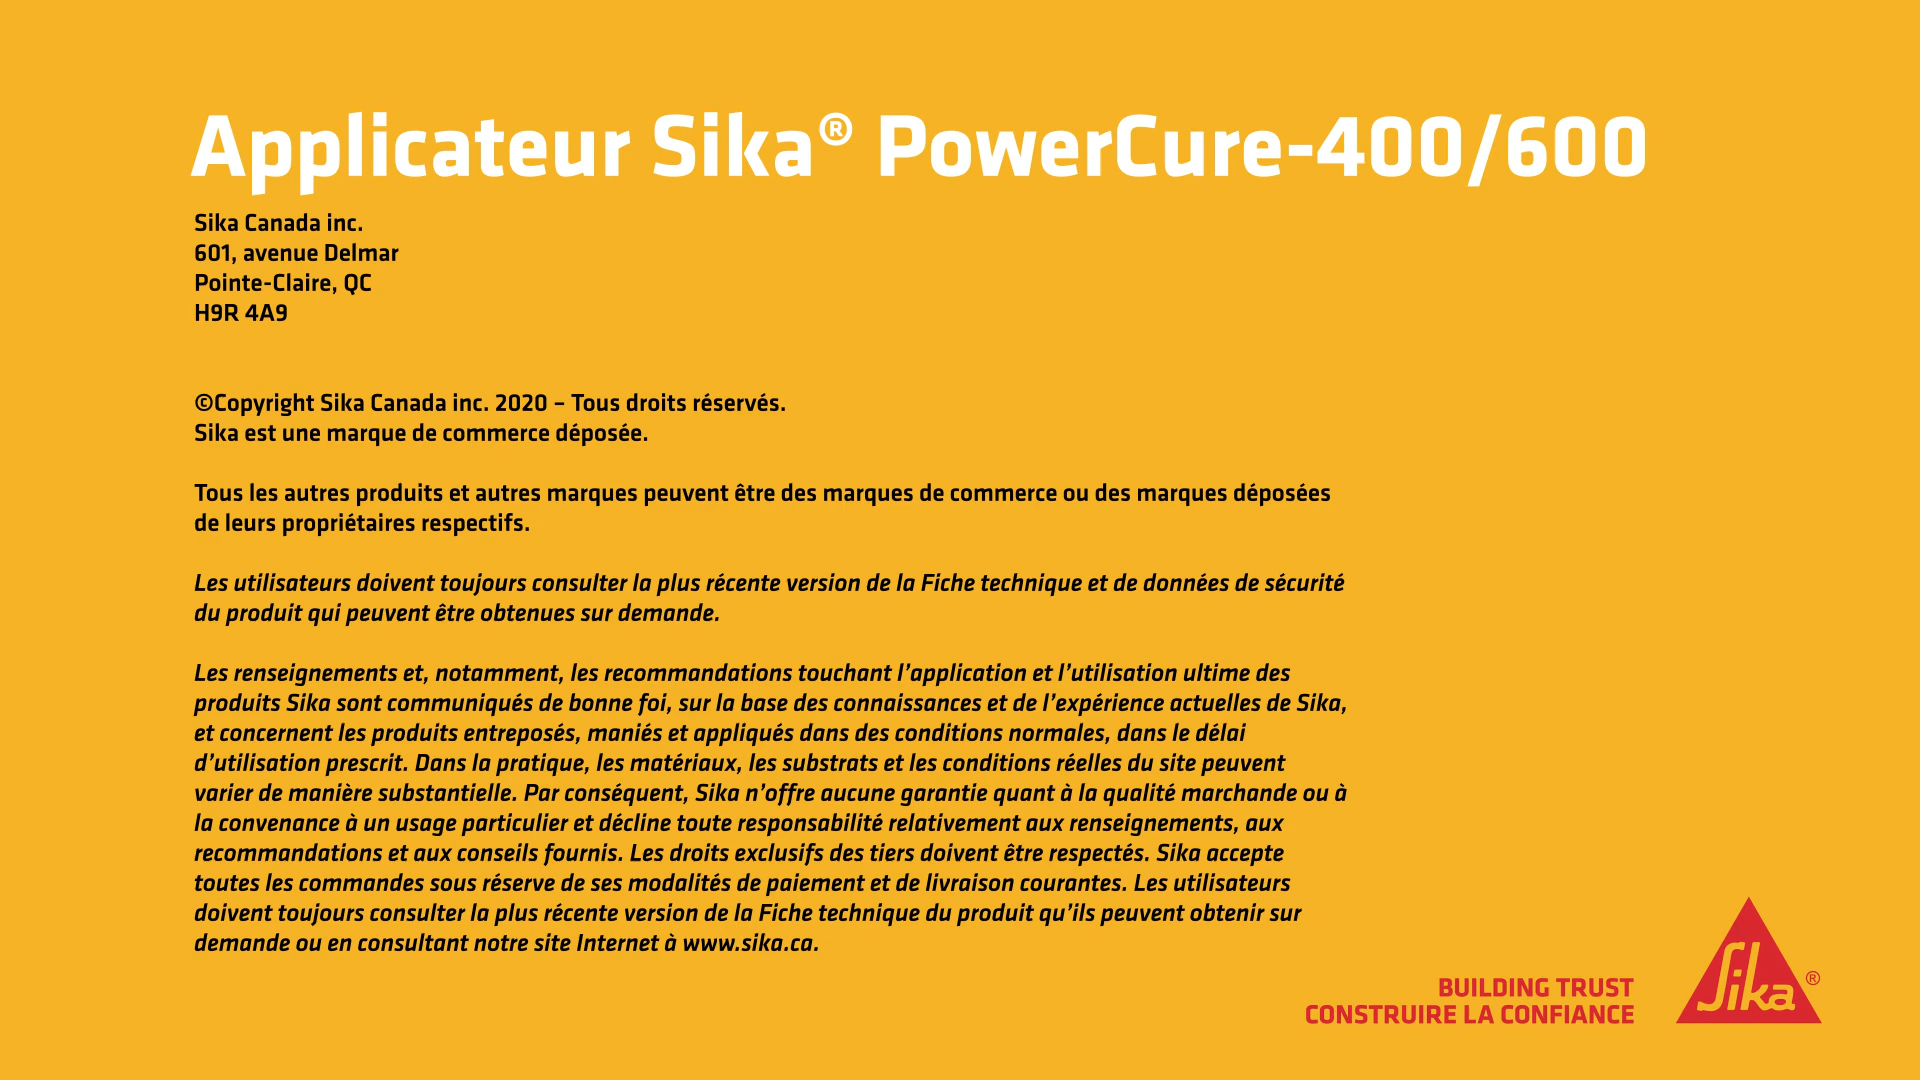 Applicateur Sika® PowerCure-400/600
Sika Canada inc.
601, avenue Delmar
Pointe-Claire, QC
H9R 4A9
©Copyright Sika Canada inc. 2020 – Tous droits réservés.
Sika est une marque de commerce déposée.
Tous les autres produits et autres marques peuvent être des marques de commerce ou des marques déposées
de leurs propriétaires respectifs.
Les utilisateurs doivent toujours consulter la plus récente version de la Fiche technique et de données de sécurité
du produit qui peuvent être obtenues sur demande.
Les renseignements et, notamment, les recommandations touchant l’application et l’utilisation ultime des
produits Sika sont communiqués de bonne foi, sur la base des connaissances et de l’expérience actuelles de Sika,
et concernent les produits entreposés, maniés et appliqués dans des conditions normales, dans le délai
d’utilisation prescrit. Dans la pratique, les matériaux, les substrats et les conditions réelles du site peuvent
varier de manière substantielle. Par conséquent, Sika n’offre aucune garantie quant à la qualité marchande ou à
la convenance à un usage particulier et décline toute responsabilité relativement aux renseignements, aux
recommandations et aux conseils fournis. Les droits exclusifs des tiers doivent être respectés. Sika accepte
toutes les commandes sous réserve de ses modalités de paiement et de livraison courantes. Les utilisateurs
doivent toujours consulter la plus récente version de la Fiche technique du produit qu’ils peuvent obtenir sur
demande ou en consultant notre site Internet à www.sika.ca.
BUILDING TRUST
CONSTRUIRE LA CONFIANCE
Sika®